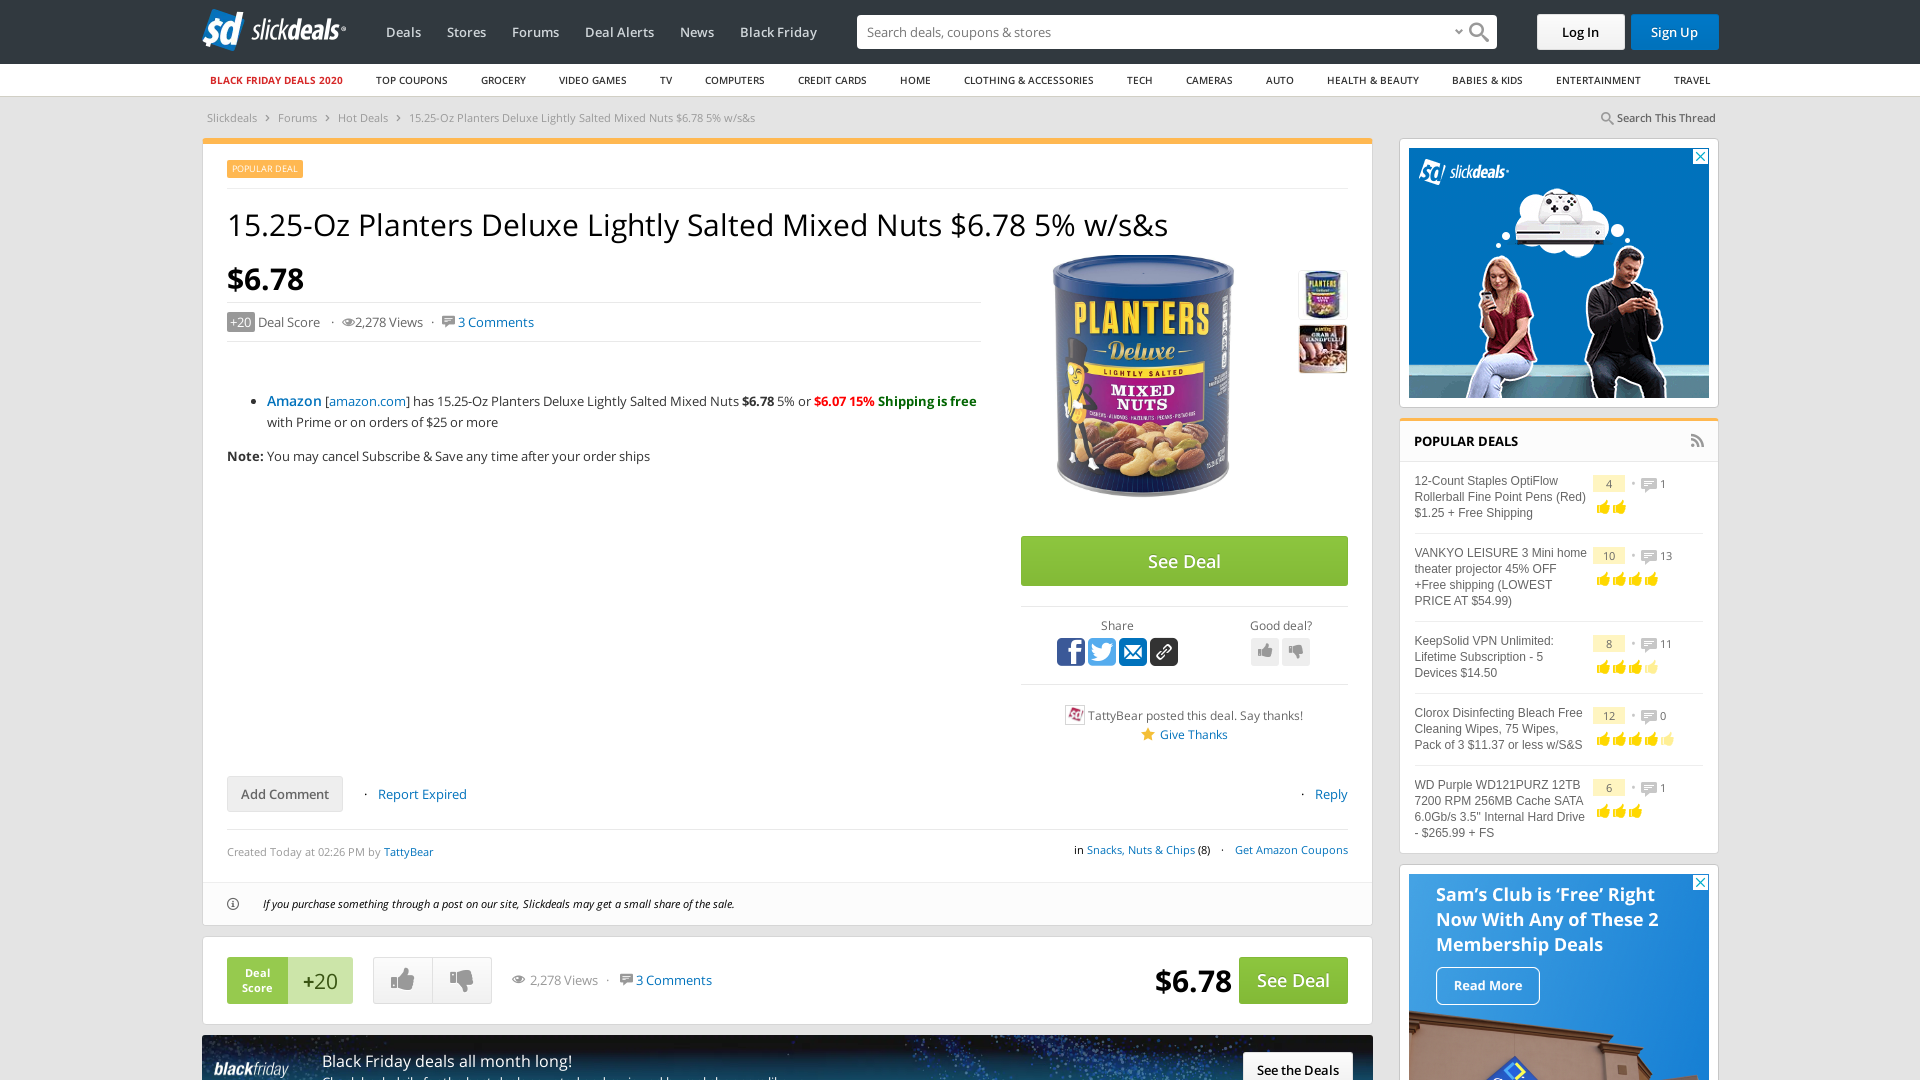 slickdeals
Deals
Stores
Forums
Deal Alerts
News
Black Friday
Search deals, coupons & stores
Log In
Sign Up
BLACK FRIDAY DEALS 2020
TOP COUPONS
GROCERY
VIDEO GAMES
TV
COMPUTERS
CREDIT CARDS
HOME
CLOTHING & ACCESSORIES
TECH
CAMERAS
AUTO
HEALTH & BEAUTY
BABIES & KIDS
ENTERTAINMENT
TRAVEL
Slickdeals › Forums › Hot Deals › 15.25-Oz Planters Deluxe Lightly Salted Mixed Nuts $6.78 5% w/s&s
Search This Thread
POPULAR DEAL
15.25-Oz Planters Deluxe Lightly Salted Mixed Nuts $6.78 5% w/s&s
$6.78
+20 Deal Score · 2,278 Views · 3 Comments
• Amazon [amazon.com] has 15.25-Oz Planters Deluxe Lightly Salted Mixed Nuts $6.78 5% or $6.07 15% Shipping is free
with Prime or on orders of $25 or more
Note: You may cancel Subscribe & Save any time after your order ships
PLANTERS
Deluxe
LIGHTLY SALTED
MIXED
NUTS
See Deal
Share
Good deal?
TattyBear posted this deal. Say thanks!
Give Thanks
Add Comment
· Report Expired
· Reply
Created Today at 02:26 PM by TattyBear
in Snacks, Nuts & Chips (8) · Get Amazon Coupons
If you purchase something through a post on our site, Slickdeals may get a small share of the sale.
Deal
Score
+20
2,278 Views · 3 Comments
$6.78
See Deal
blackfriday
Black Friday deals all month long!
See the Deals
sd slickdeals
POPULAR DEALS
12-Count Staples OptiFlow
Rollerball Fine Point Pens (Red)
$1.25 + Free Shipping
4 • 1
VANKYO LEISURE 3 Mini home
theater projector 45% OFF
+Free shipping (LOWEST
PRICE AT $54.99)
10 • 13
KeepSolid VPN Unlimited:
Lifetime Subscription - 5
Devices $14.50
8 • 11
Clorox Disinfecting Bleach Free
Cleaning Wipes, 75 Wipes,
Pack of 3 $11.37 or less w/S&S
12 • 0
WD Purple WD121PURZ 12TB
7200 RPM 256MB Cache SATA
6.0Gb/s 3.5" Internal Hard Drive
- $265.99 + FS
6 • 1
Sam's Club is 'Free' Right
Now With Any of These 2
Membership Deals
Read More